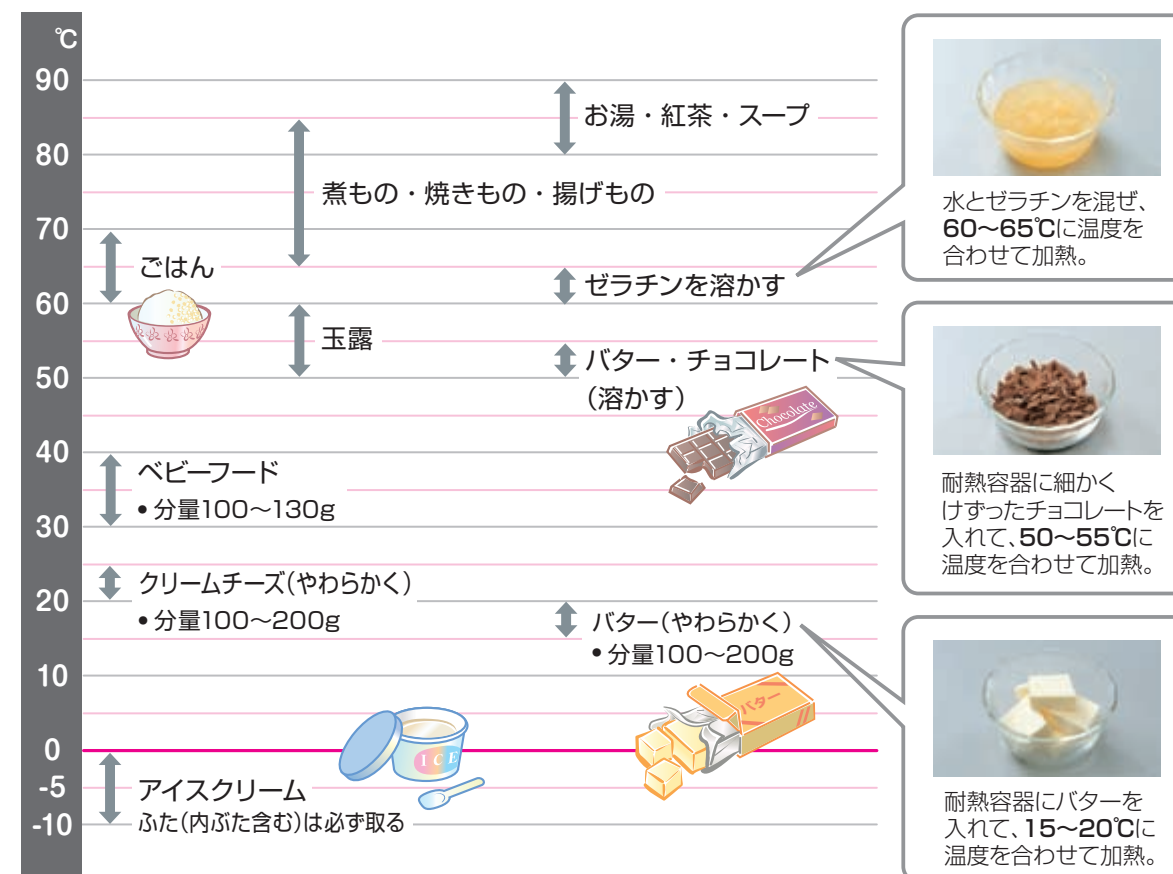 ℃
90
80
70
60
50
40
30
20
10
0
-5
-10
お湯・紅茶・スープ
煮もの・焼きもの・揚げもの
ごはん
ゼラチンを溶かす
玉露
バター・チョコレート
(溶かす)
Chocolate
ベビーフード
•分量100〜130g
クリームチーズ(やわらかく)
•分量100〜200g
バター(やわらかく)
•分量100〜200g
バター
ICE
アイスクリーム
ふた(内ぶた含む)は必ず取る
水とゼラチンを混ぜ、
60〜65℃に温度を
合わせて加熱。
耐熱容器に細かく
けずったチョコレートを
入れて、50〜55℃に
温度を合わせて加熱。
耐熱容器にバターを
入れて、15〜20℃に
温度を合わせて加熱。